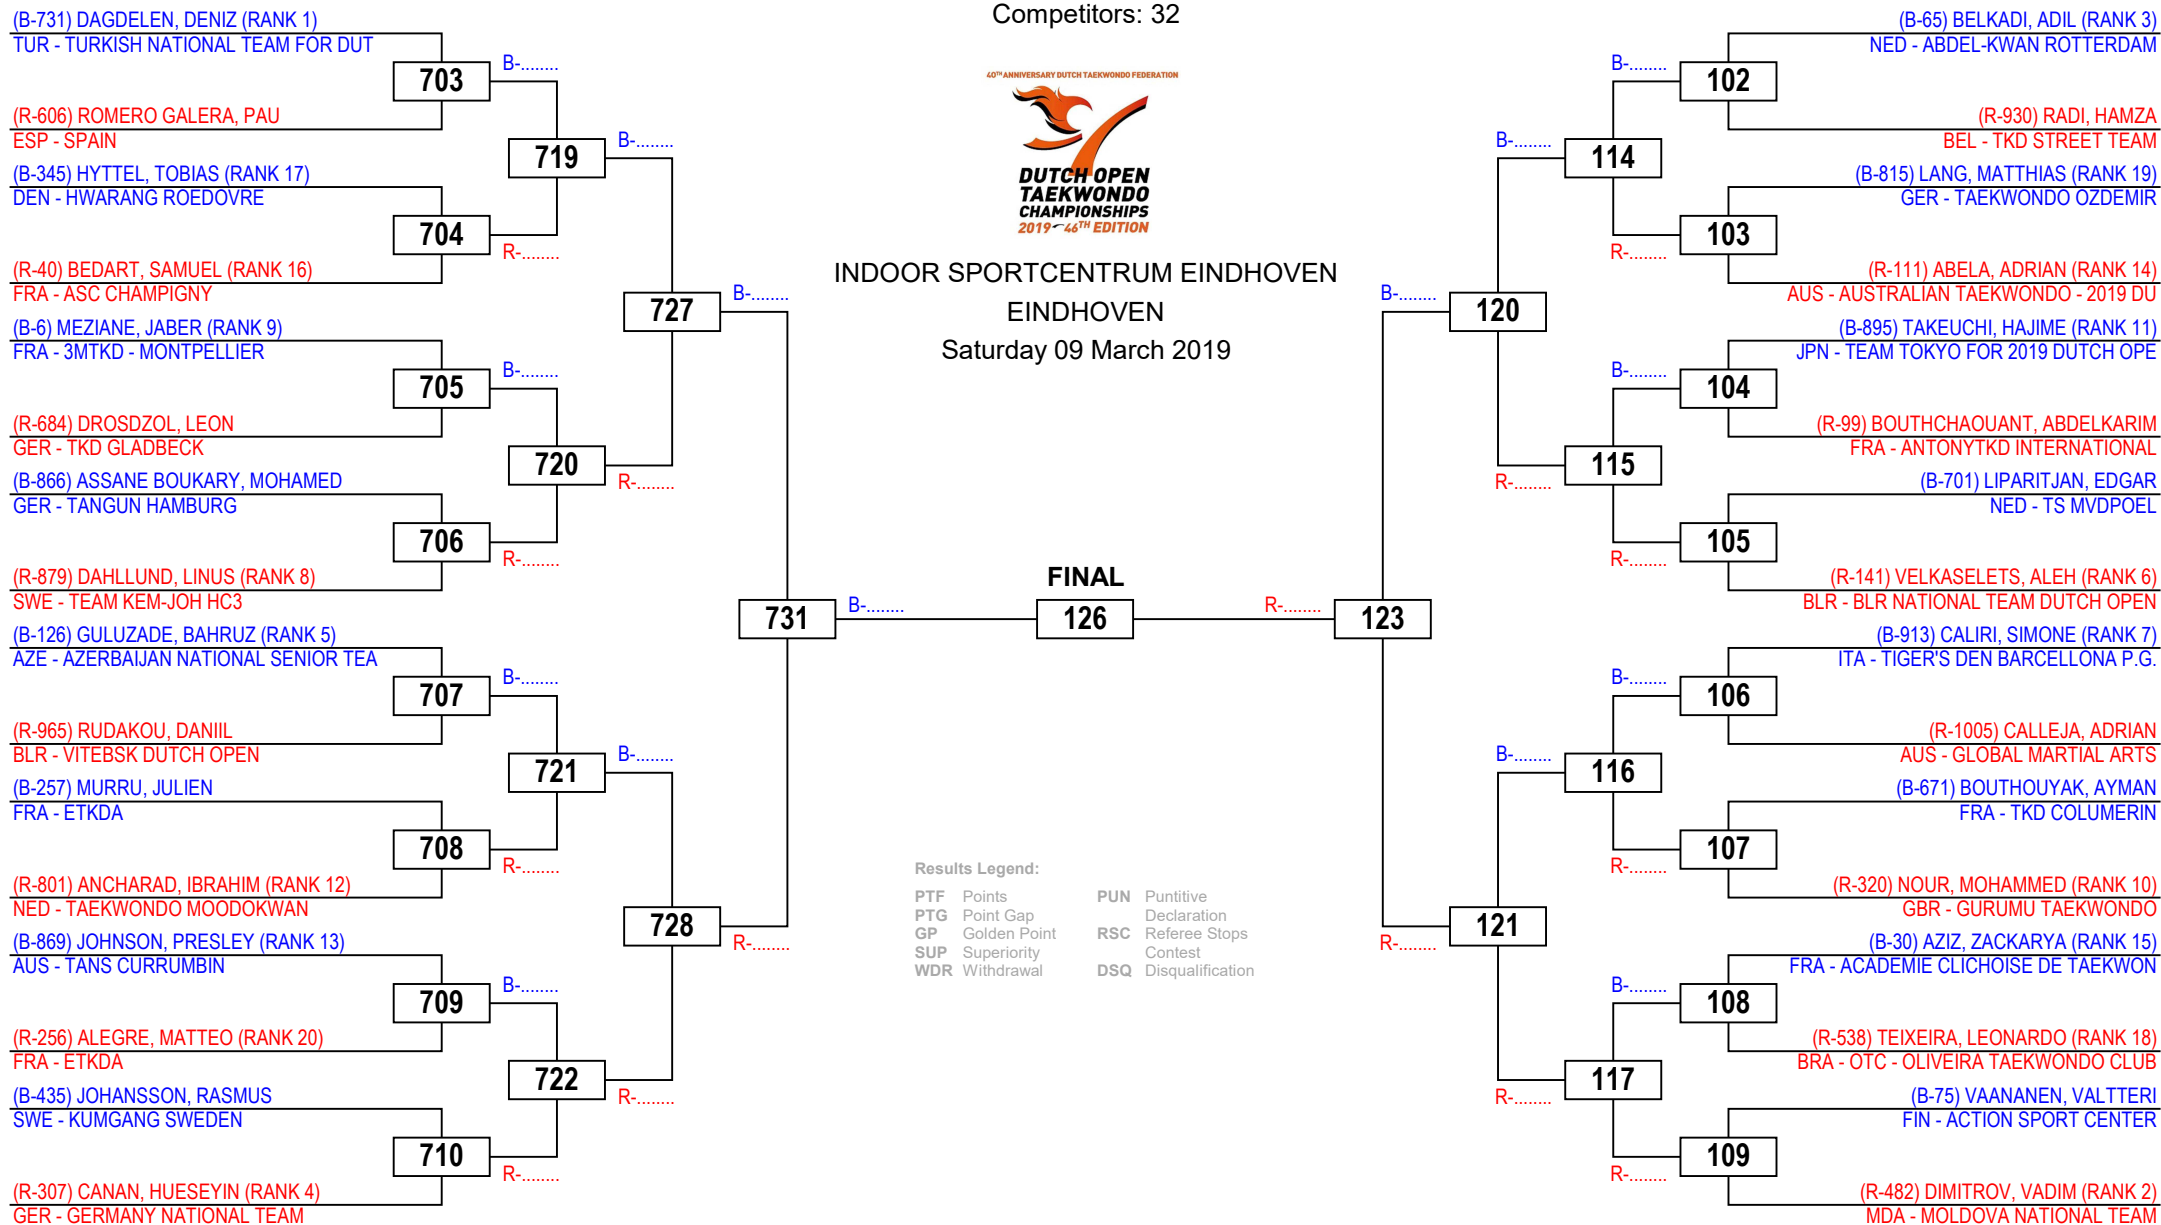 Competitors: 32
40TH ANNIVERSARY DUTCH TAEKWONDO FEDERATION
DUTCH OPEN
TAEKWONDO
CHAMPIONSHIPS
2019 46TH EDITION
INDOOR SPORTCENTRUM EINDHOVEN
EINDHOVEN
Saturday 09 March 2019
(B-731) DAGDELEN, DENIZ (RANK 1)
TUR - TURKISH NATIONAL TEAM FOR DUT
703
B-........
(R-606) ROMERO GALERA, PAU
ESP - SPAIN
719
B-........
(B-345) HYTTEL, TOBIAS (RANK 17)
DEN - HWARANG ROEDOVRE
704
R-........
(R-40) BEDART, SAMUEL (RANK 16)
FRA - ASC CHAMPIGNY
727
B-........
(B-6) MEZIANE, JABER (RANK 9)
FRA - 3MTKD - MONTPELLIER
705
B-........
(R-684) DROSDZOL, LEON
GER - TKD GLADBECK
720
R-........
(B-866) ASSANE BOUKARY, MOHAMED
GER - TANGUN HAMBURG
706
R-........
(R-879) DAHLLUND, LINUS (RANK 8)
SWE - TEAM KEM-JOH HC3
731
B-........
(B-126) GULUZADE, BAHRUZ (RANK 5)
AZE - AZERBAIJAN NATIONAL SENIOR TEA
707
B-........
(R-965) RUDAKOU, DANIIL
BLR - VITEBSK DUTCH OPEN
721
B-........
(B-257) MURRU, JULIEN
FRA - ETKDA
708
R-........
(R-801) ANCHARAD, IBRAHIM (RANK 12)
NED - TAEKWONDO MOODOKWAN
728
R-........
(B-869) JOHNSON, PRESLEY (RANK 13)
AUS - TANS CURRUMBIN
709
B-........
(R-256) ALEGRE, MATTEO (RANK 20)
FRA - ETKDA
722
R-........
(B-435) JOHANSSON, RASMUS
SWE - KUMGANG SWEDEN
710
R-........
(R-307) CANAN, HUESEYIN (RANK 4)
GER - GERMANY NATIONAL TEAM
FINAL
126
(B-65) BELKADI, ADIL (RANK 3)
NED - ABDEL-KWAN ROTTERDAM
B-........
102
(R-930) RADI, HAMZA
BEL - TKD STREET TEAM
B-........
114
(B-815) LANG, MATTHIAS (RANK 19)
GER - TAEKWONDO OZDEMIR
R-........
103
(R-111) ABELA, ADRIAN (RANK 14)
AUS - AUSTRALIAN TAEKWONDO - 2019 DU
B-........
120
(B-895) TAKEUCHI, HAJIME (RANK 11)
JPN - TEAM TOKYO FOR 2019 DUTCH OPE
B-........
104
(R-99) BOUTHCHAOUANT, ABDELKARIM
FRA - ANTONYTKD INTERNATIONAL
R-........
115
(B-701) LIPARITJAN, EDGAR
NED - TS MVDPOEL
R-........
105
(R-141) VELKASELETS, ALEH (RANK 6)
BLR - BLR NATIONAL TEAM DUTCH OPEN
R-........
123
(B-913) CALIRI, SIMONE (RANK 7)
ITA - TIGER'S DEN BARCELLONA P.G.
B-........
106
(R-1005) CALLEJA, ADRIAN
AUS - GLOBAL MARTIAL ARTS
B-........
116
(B-671) BOUTHOUYAK, AYMAN
FRA - TKD COLUMERIN
R-........
107
(R-320) NOUR, MOHAMMED (RANK 10)
GBR - GURUMU TAEKWONDO
R-........
121
(B-30) AZIZ, ZACKARYA (RANK 15)
FRA - ACADEMIE CLICHOISE DE TAEKWON
B-........
108
(R-538) TEIXEIRA, LEONARDO (RANK 18)
BRA - OTC - OLIVEIRA TAEKWONDO CLUB
R-........
117
(B-75) VAANANEN, VALTTERI
FIN - ACTION SPORT CENTER
R-........
109
(R-482) DIMITROV, VADIM (RANK 2)
MDA - MOLDOVA NATIONAL TEAM
Results Legend:
PTF Points
PTG Point Gap
GP Golden Point
SUP Superiority
WDR Withdrawal
PUN Puntitive
Declaration
RSC Referee Stops
Contest
DSQ Disqualification